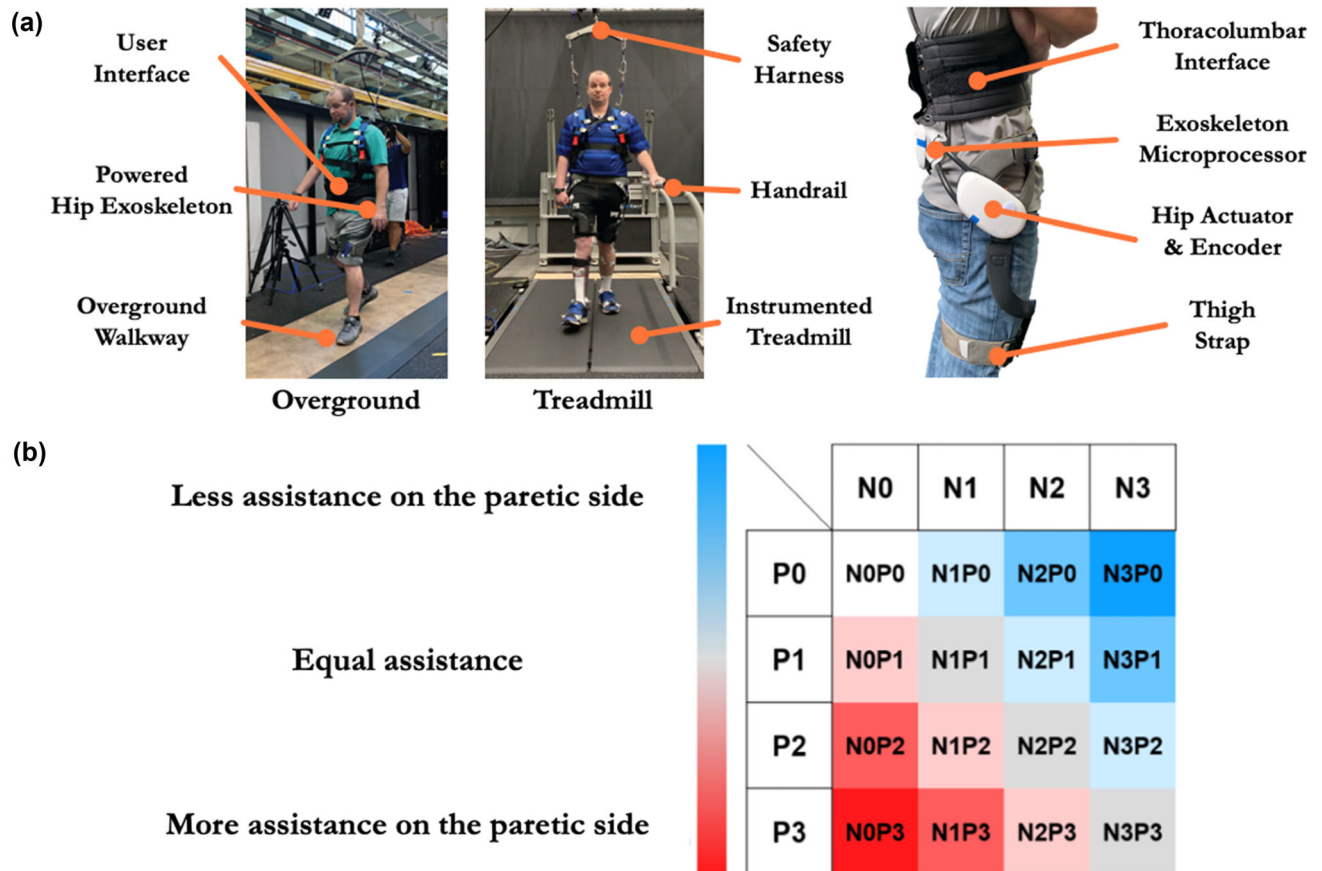 (a)
User
Interface
Powered
Hip Exoskeleton
Overground
Walkway
Overground
Safety
Harness
Handrail
Instrumented
Treadmill
Treadmill
Thoracolumbar
Interface
Exoskeleton
Microprocessor
Hip Actuator
& Encoder
Thigh
Strap
(b)
Less assistance on the paretic side
Equal assistance
More assistance on the paretic side
N0 N1 N2 N3
P0 N0P0 N1P0 N2P0 N3P0
P1 N0P1 N1P1 N2P1 N3P1
P2 N0P2 N1P2 N2P2 N3P2
P3 N0P3 N1P3 N2P3 N3P3